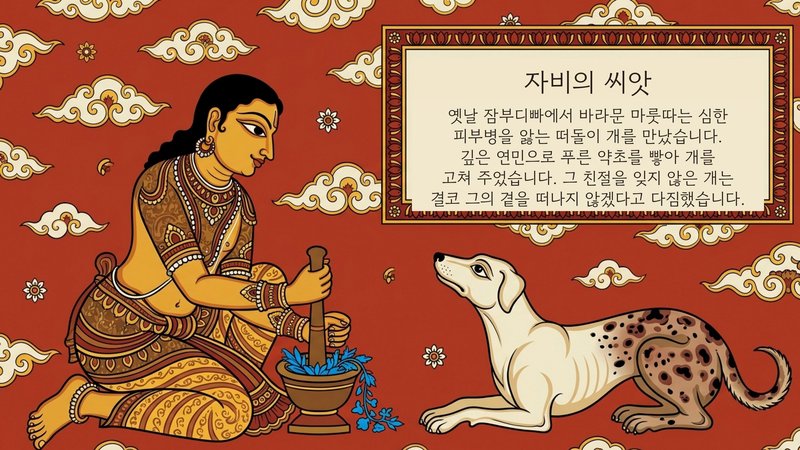 자비의 씨앗
옛날 잠부디빠에서 바라문 마룻따는 심한
피부병을 앓는 떠돌이 개를 만났습니다.
깊은 연민으로 푸른 약초를 빻아 개를
고쳐 주었습니다. 그 친절을 잊지 않은 개는
결코 그의 곁을 떠나지 않겠다고 다짐했습니다.